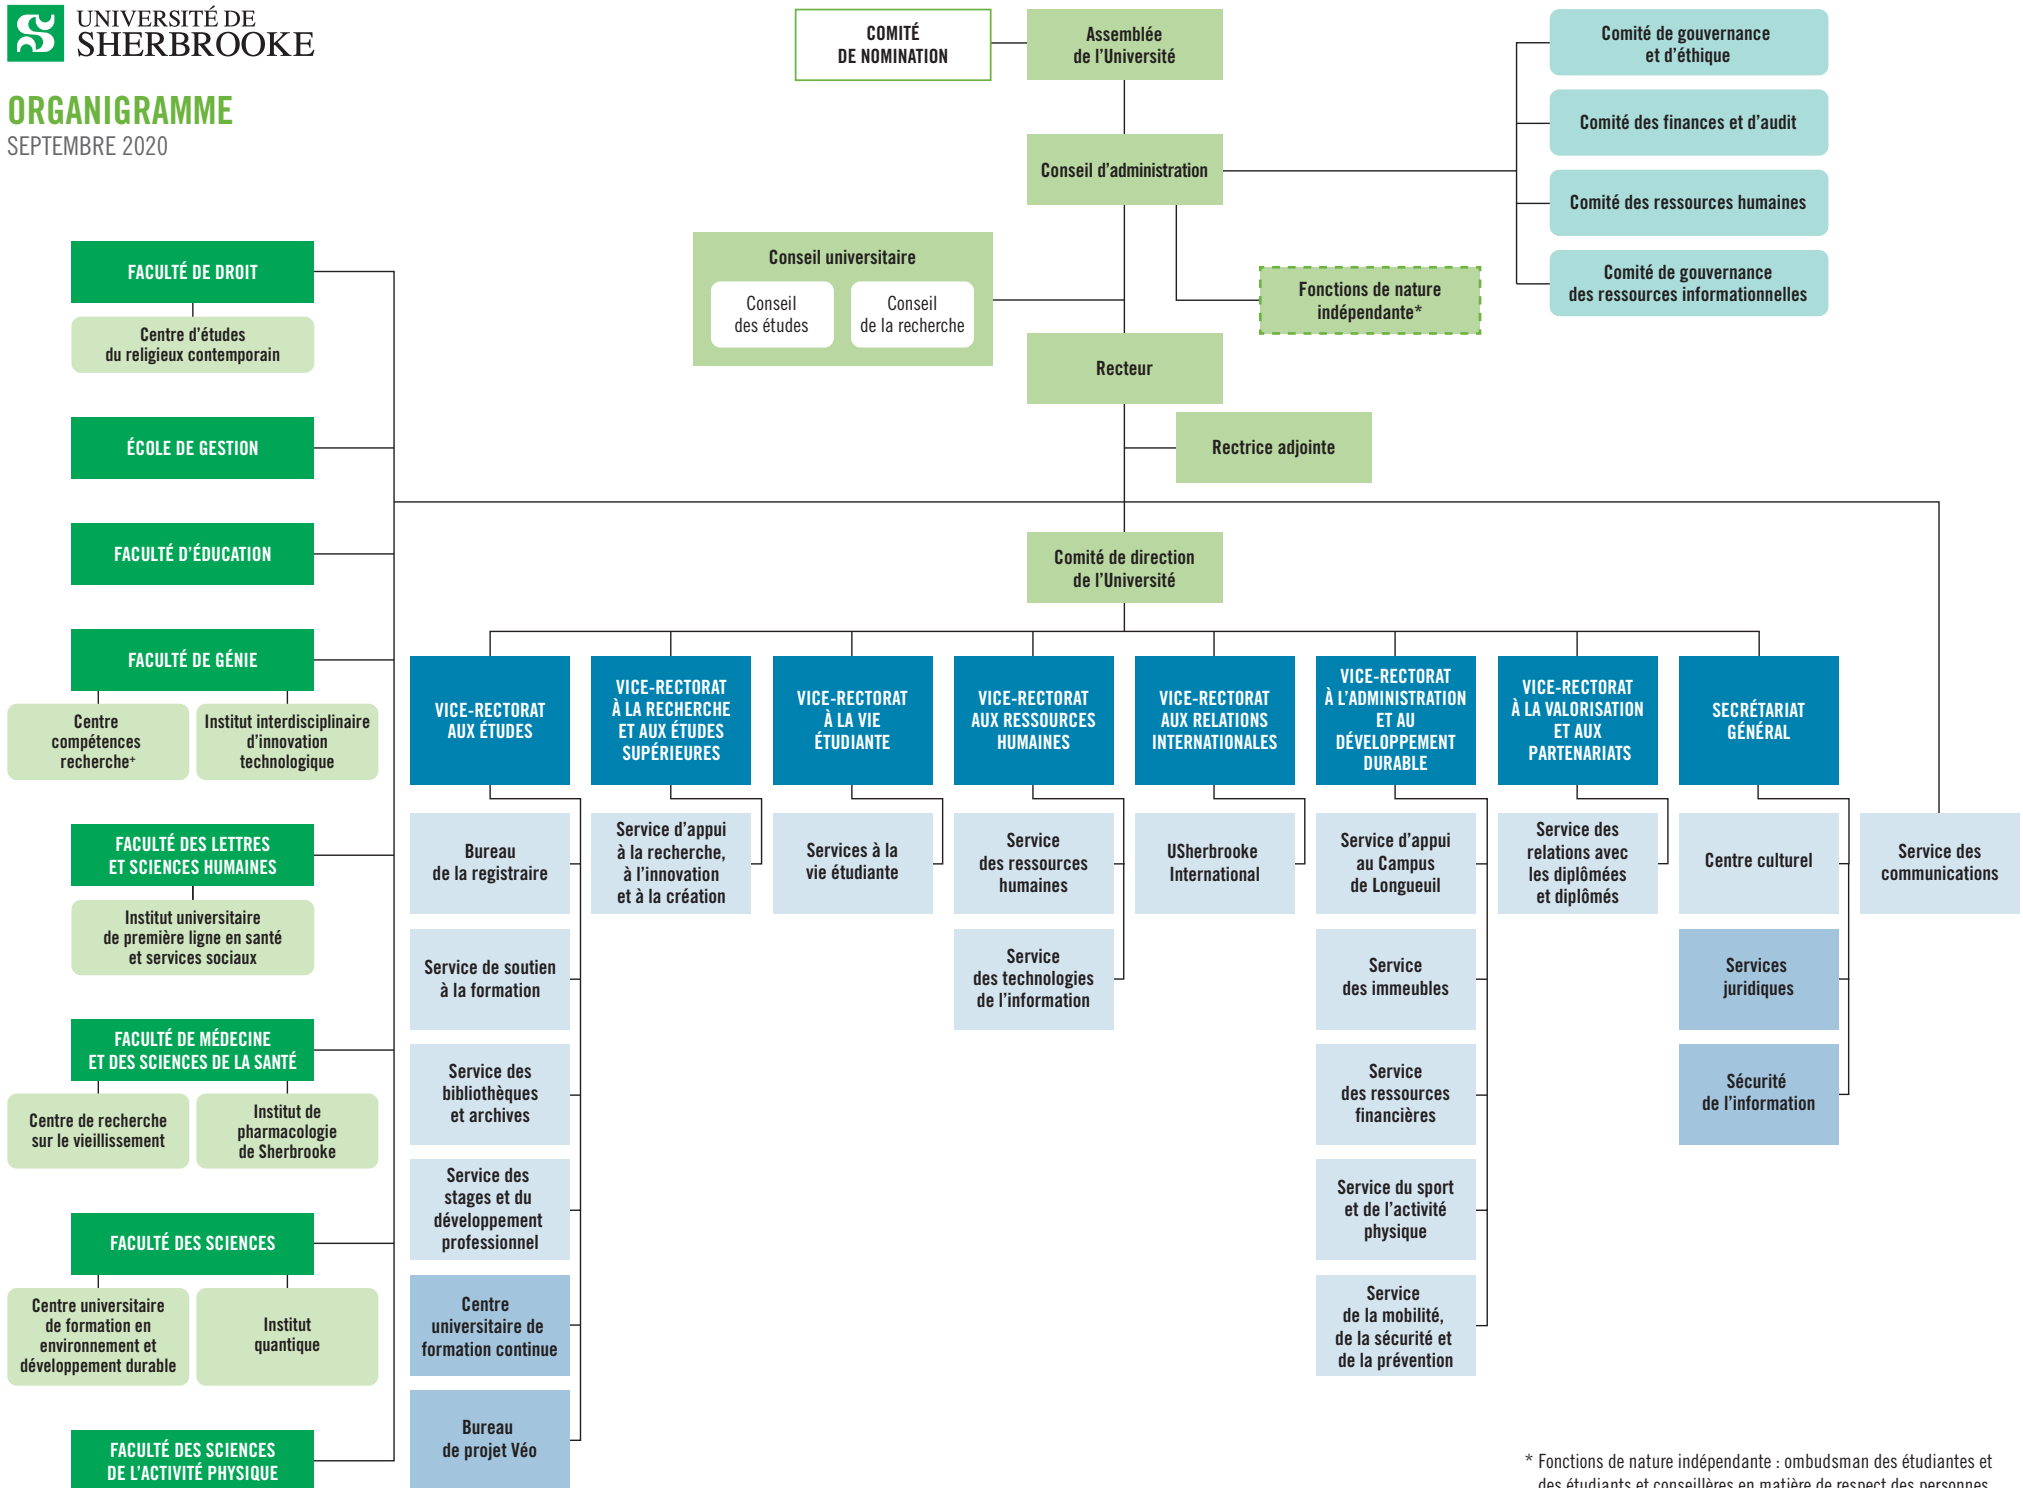 UNIVERSITÉ DE
SHERBROOKE
ORGANIGRAMME
SEPTEMBRE 2020
COMITÉ
DE NOMINATION
Assemblée
de l'Université
Conseil d'administration
Comité de gouvernance
et d'éthique
Comité des finances et d'audit
Comité des ressources humaines
Comité de gouvernance
des ressources informationnelles
Conseil universitaire
Conseil
des études
Conseil
de la recherche
Fonctions de nature
indépendante*
Recteur
Rectrice adjointe
Comité de direction
de l'Université
FACULTÉ DE DROIT
Centre d'études
du religieux contemporain
ÉCOLE DE GESTION
FACULTÉ D'ÉDUCATION
FACULTÉ DE GÉNIE
Centre
compétences
recherche+
Institut interdisciplinaire
d'innovation
technologique
FACULTÉ DES LETTRES
ET SCIENCES HUMAINES
Institut universitaire
de première ligne en santé
et services sociaux
FACULTÉ DE MÉDECINE
ET DES SCIENCES DE LA SANTÉ
Centre de recherche
sur le vieillissement
Institut de
pharmacologie
de Sherbrooke
FACULTÉ DES SCIENCES
Centre universitaire
de formation en
environnement et
développement durable
Institut
quantique
FACULTÉ DES SCIENCES
DE L'ACTIVITÉ PHYSIQUE
VICE-RECTORAT
AUX ÉTUDES
Bureau
de la registraire
Service de soutien
à la formation
Service des
bibliothèques
et archives
Service des
stages et du
développement
professionnel
Centre
universitaire de
formation continue
Bureau
de projet Véo
VICE-RECTORAT
À LA RECHERCHE
ET AUX ÉTUDES
SUPÉRIEURES
Service d'appui
à la recherche,
à l'innovation
et à la création
VICE-RECTORAT
À LA VIE
ÉTUDIANTE
Services à la
vie étudiante
VICE-RECTORAT
AUX RESSOURCES
HUMAINES
Service
des ressources
humaines
Service
des technologies
de l'information
VICE-RECTORAT
AUX RELATIONS
INTERNATIONALES
USherbrooke
International
VICE-RECTORAT
À L'ADMINISTRATION
ET AU
DÉVELOPPEMENT
DURABLE
Service d'appui
au Campus
de Longueuil
Service
des immeubles
Service
des ressources
financières
Service du sport
et de l'activité
physique
Service
de la mobilité,
de la sécurité et
de la prévention
VICE-RECTORAT
À LA VALORISATION
ET AUX
PARTENARIATS
Service des
relations avec
les diplômées
et diplômés
SECRÉTARIAT
GÉNÉRAL
Centre culturel
Services
juridiques
Sécurité
de l'information
Service des
communications
* Fonctions de nature indépendante : ombudsman des étudiantes et
des étudiants et conseillères en matière de respect des personnes